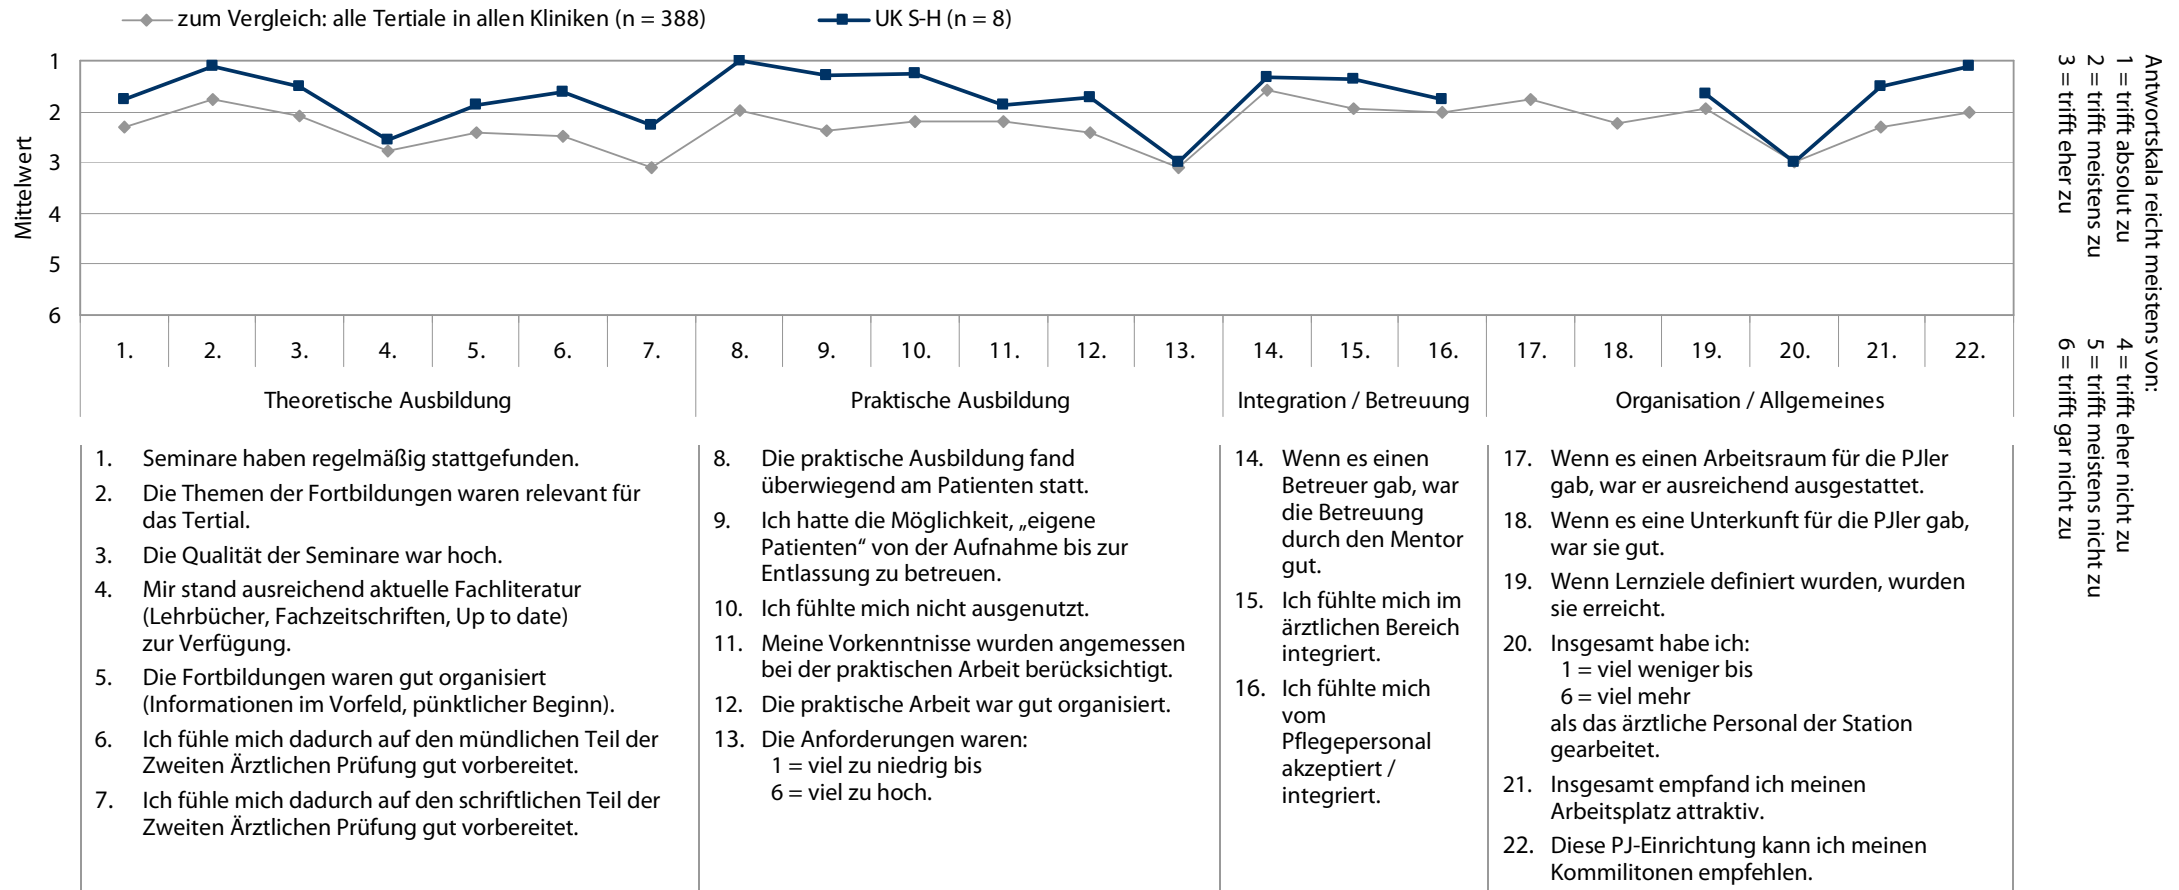 zum Vergleich: alle Tertiale in allen Kliniken (n = 388)
UK S-H (n = 8)
Mittelwert
1
2
3
4
5
6
1. 2. 3. 4. 5. 6. 7. 8. 9. 10. 11. 12. 13. 14. 15. 16. 17. 18. 19. 20. 21. 22.
Theoretische Ausbildung
Praktische Ausbildung
Integration / Betreuung
Organisation / Allgemeines
1. Seminare haben regelmäßig stattgefunden.
2. Die Themen der Fortbildungen waren relevant für
das Tertial.
3. Die Qualität der Seminare war hoch.
4. Mir stand ausreichend aktuelle Fachliteratur
(Lehrbücher, Fachzeitschriften, Up to date)
zur Verfügung.
5. Die Fortbildungen waren gut organisiert
(Informationen im Vorfeld, pünktlicher Beginn).
6. Ich fühle mich dadurch auf den mündlichen Teil der
Zweiten Ärztlichen Prüfung gut vorbereitet.
7. Ich fühle mich dadurch auf den schriftlichen Teil der
Zweiten Ärztlichen Prüfung gut vorbereitet.
8. Die praktische Ausbildung fand
überwiegend am Patienten statt.
9. Ich hatte die Möglichkeit, „eigene
Patienten“ von der Aufnahme bis zur
Entlassung zu betreuen.
10. Ich fühlte mich nicht ausgenutzt.
11. Meine Vorkenntnisse wurden angemessen
bei der praktischen Arbeit berücksichtigt.
12. Die praktische Arbeit war gut organisiert.
13. Die Anforderungen waren:
1 = viel zu niedrig bis
6 = viel zu hoch.
14. Wenn es einen
Betreuer gab, war
die Betreuung
durch den Mentor
gut.
15. Ich fühlte mich im
ärztlichen Bereich
integriert.
16. Ich fühlte mich
vom
Pflegepersonal
akzeptiert /
integriert.
17. Wenn es einen Arbeitsraum für die PJler
gab, war er ausreichend ausgestattet.
18. Wenn es eine Unterkunft für die PJler gab,
war sie gut.
19. Wenn Lernziele definiert wurden, wurden
sie erreicht.
20. Insgesamt habe ich:
1 = viel weniger bis
6 = viel mehr
als das ärztliche Personal der Station
gearbeitet.
21. Insgesamt empfand ich meinen
Arbeitsplatz attraktiv.
22. Diese PJ-Einrichtung kann ich meinen
Kommilitonen empfehlen.
Antwortskala reicht meistens von:
1 = trifft absolut zu
2 = trifft meistens zu
3 = trifft eher zu
4 = trifft eher nicht zu
5 = trifft meistens nicht zu
6 = trifft gar nicht zu